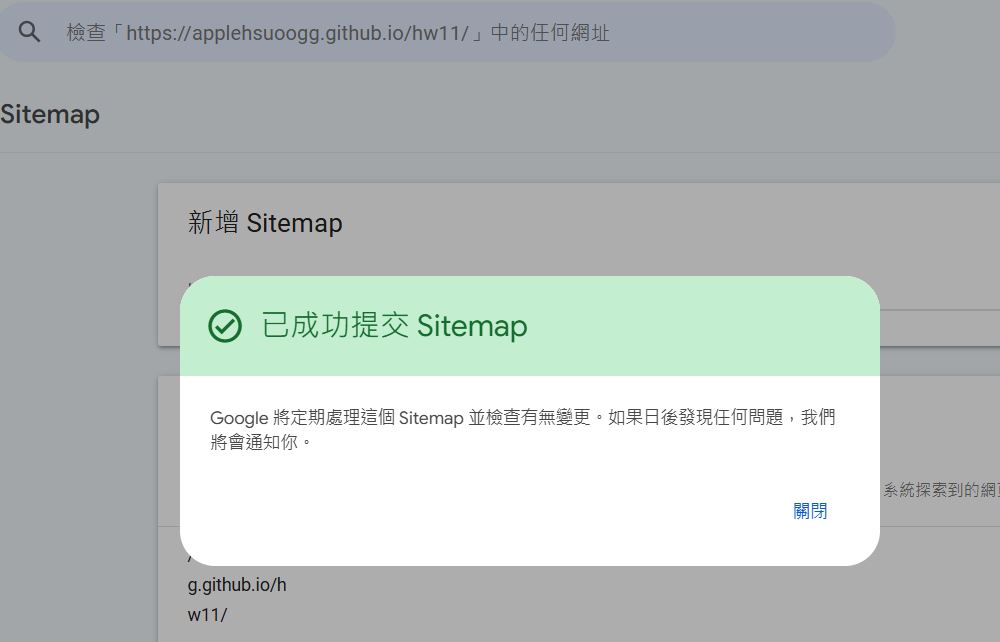 檢查「https://applehsuoogg.github.io/hw11/」中的任何網址
Sitemap
新增 Sitemap
已成功提交 Sitemap
Google 將定期處理這個 Sitemap 並檢查有無變更。如果日後發現任何問題，我們
將會通知你。
系統探索到的網
關閉
g.github.io/h
w11/